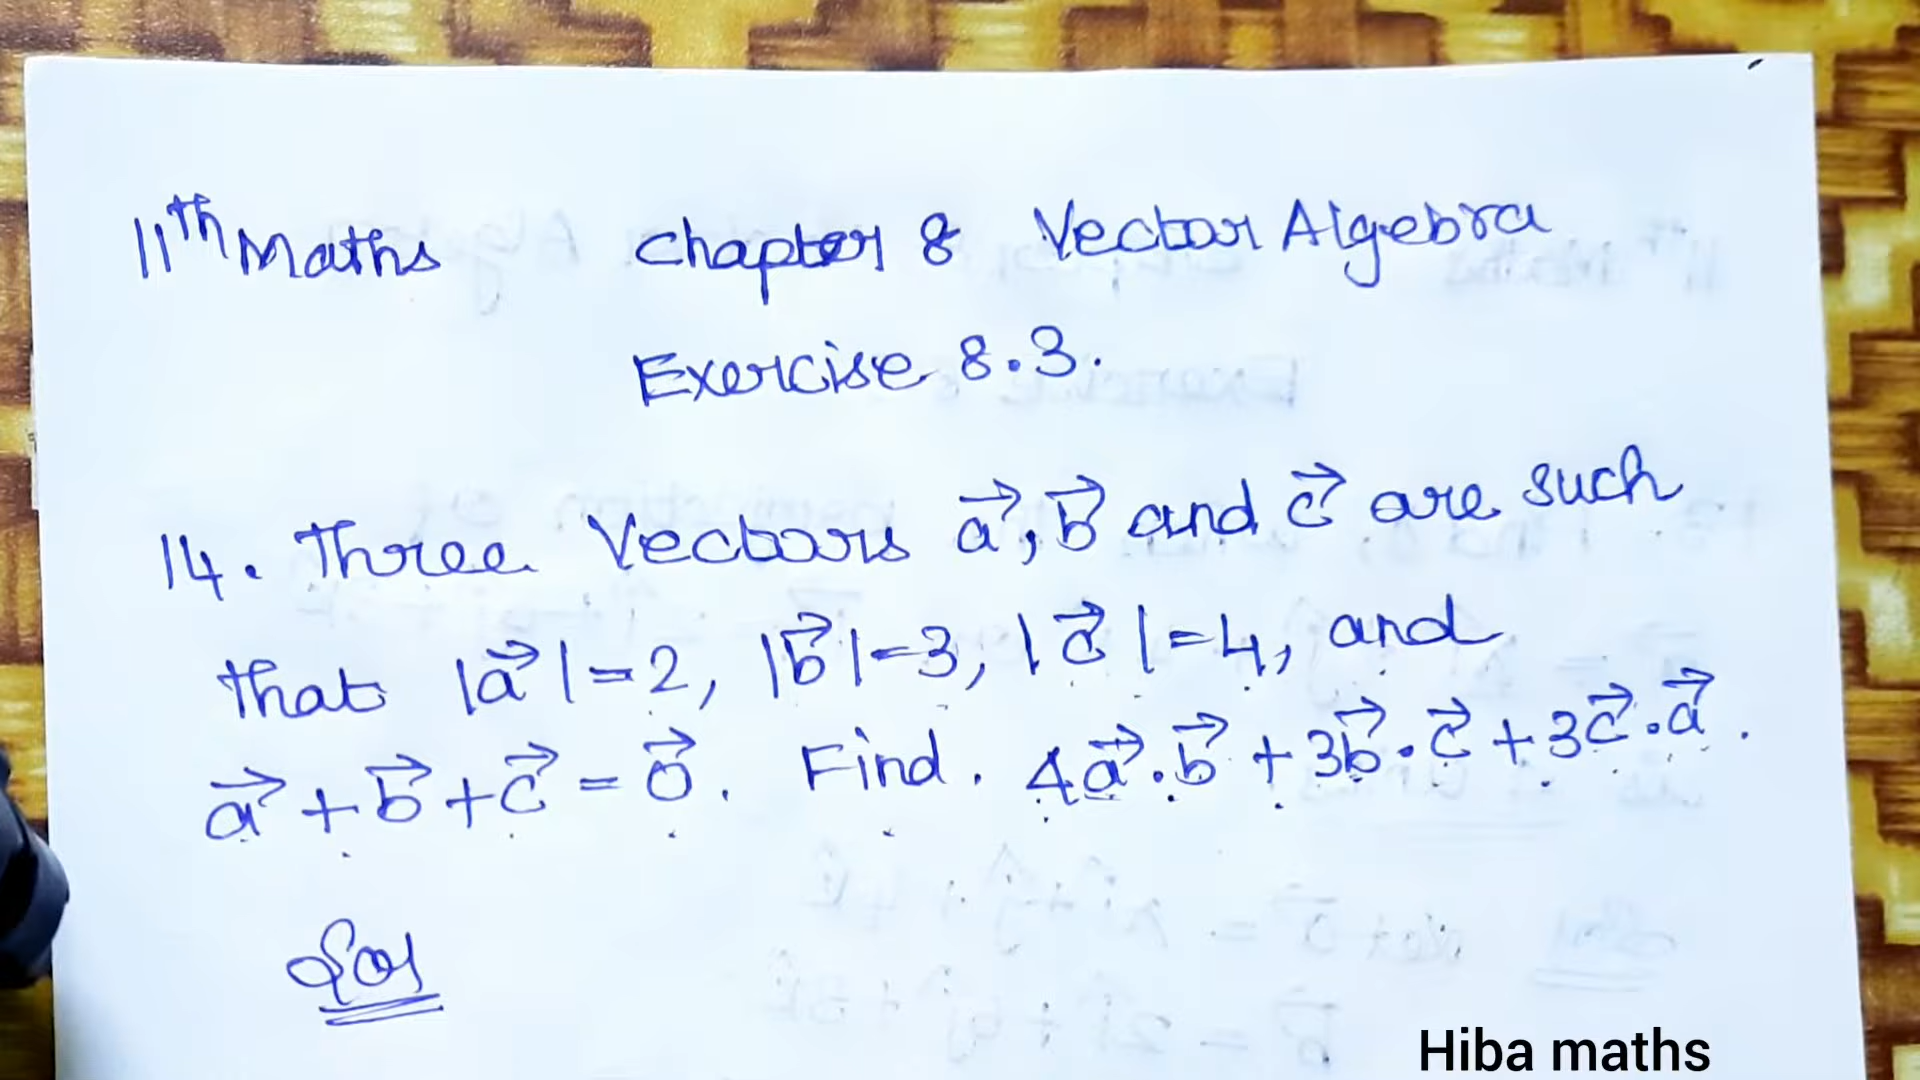 11th Maths Chapter 8 Vector Algebra
Exercise 8.3.
14. Three Vectors a⃗, b⃗ and c⃗ are such
that |a⃗| = 2, |b⃗| = 3, |c⃗| = 4, and
a⃗ + b⃗ + c⃗ = 0⃗. Find. 4a⃗.b⃗ + 3b⃗.c⃗ + 3c⃗.a⃗.
Sol
Hiba maths